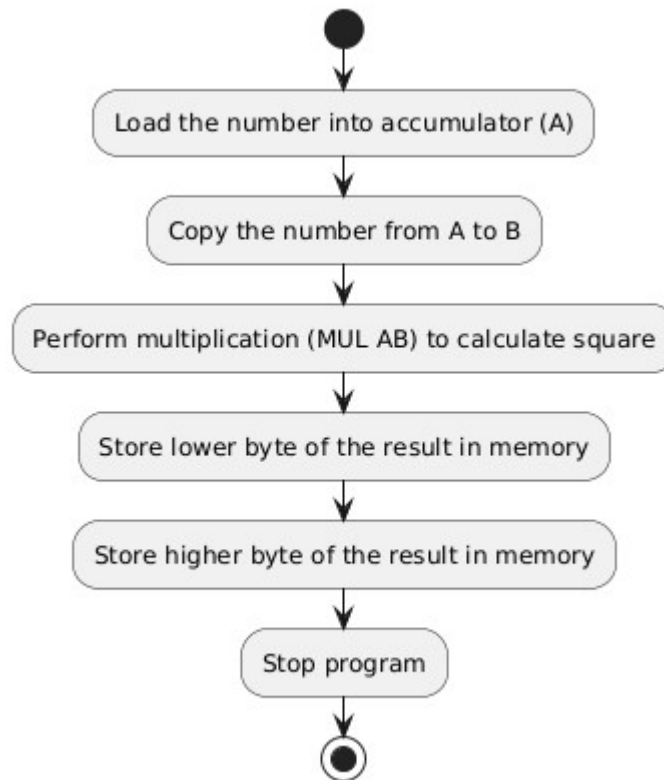 Load the number into accumulator (A)
Copy the number from A to B
Perform multiplication (MUL AB) to calculate square
Store lower byte of the result in memory
Store higher byte of the result in memory
Stop program